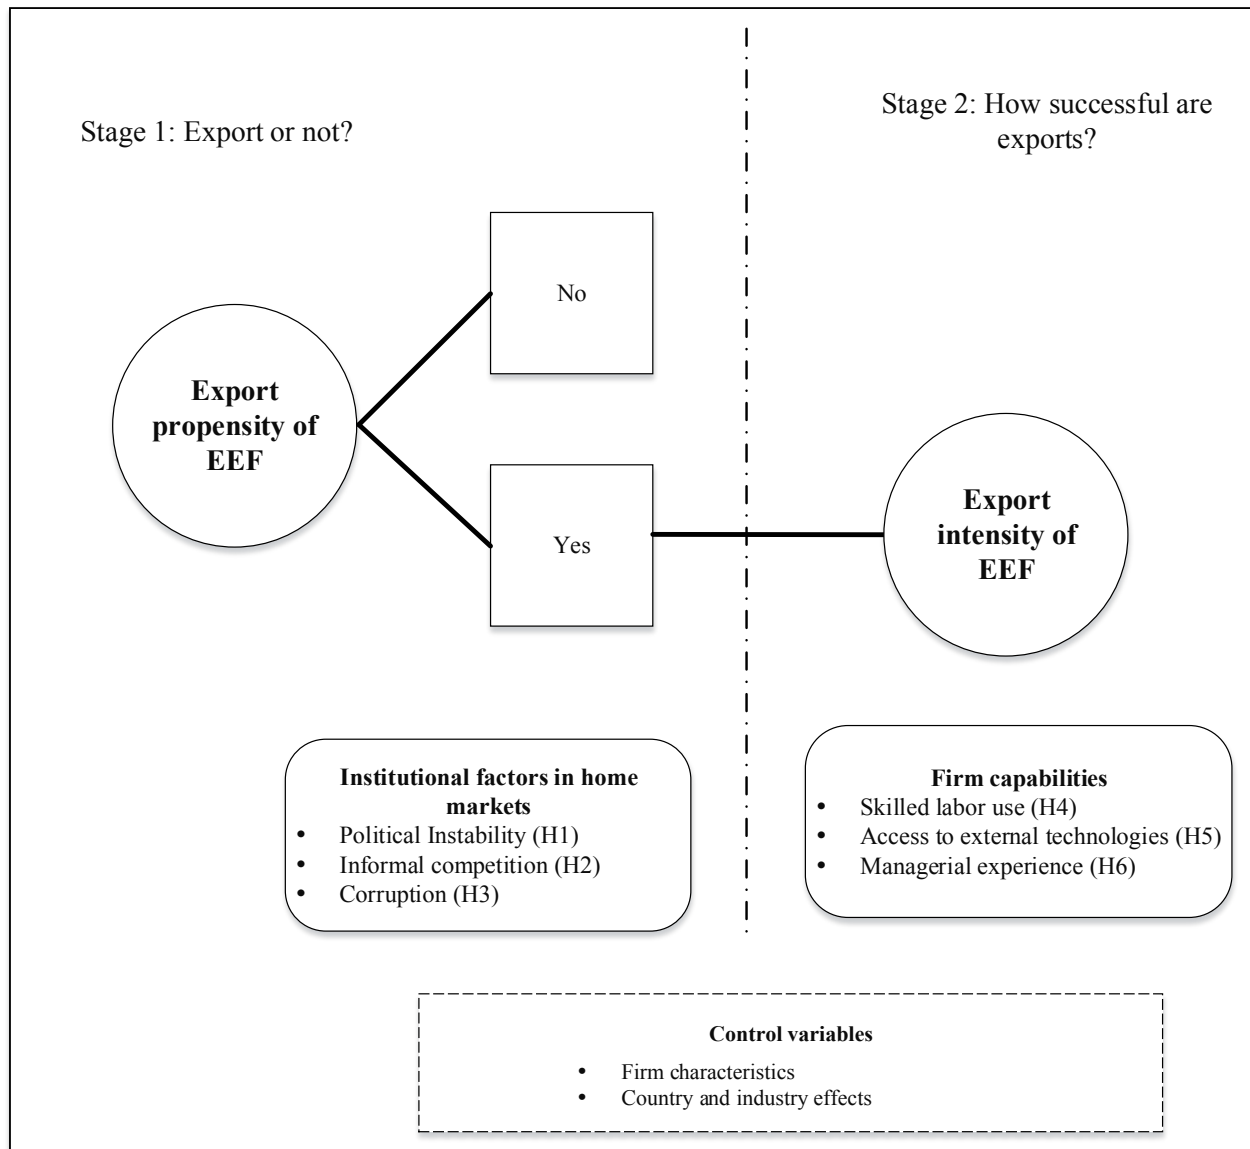 Stage 1: Export or not?
Stage 2: How successful are
exports?
No
Export
propensity of
EEF
Yes
Export
intensity of
EEF
Institutional factors in home
markets
• Political Instability (H1)
• Informal competition (H2)
• Corruption (H3)
Firm capabilities
• Skilled labor use (H4)
• Access to external technologies (H5)
• Managerial experience (H6)
Control variables
• Firm characteristics
• Country and industry effects